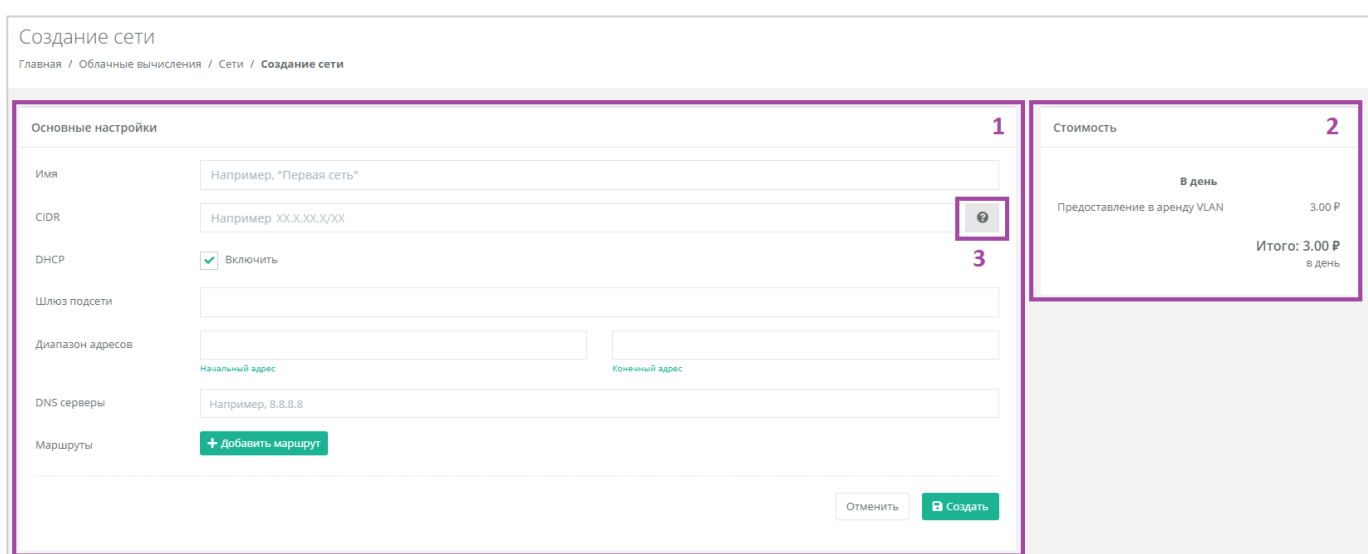 Создание сети
Главная / Облачные вычисления / Сети / Создание сети
Основные настройки 1
Имя Например, "Первая сеть"
CIDR Например XX.X.XX.X/XX
3
DHCP Включить
Шлюз подсети
Диапазон адресов
Начальный адрес Конечный адрес
DNS серверы Например, 8.8.8.8
Маршруты + Добавить маршрут
Отменить Создать
Стоимость 2
В день
Предоставление в аренду VLAN 3.00 ₽
Итого: 3.00 ₽
в день